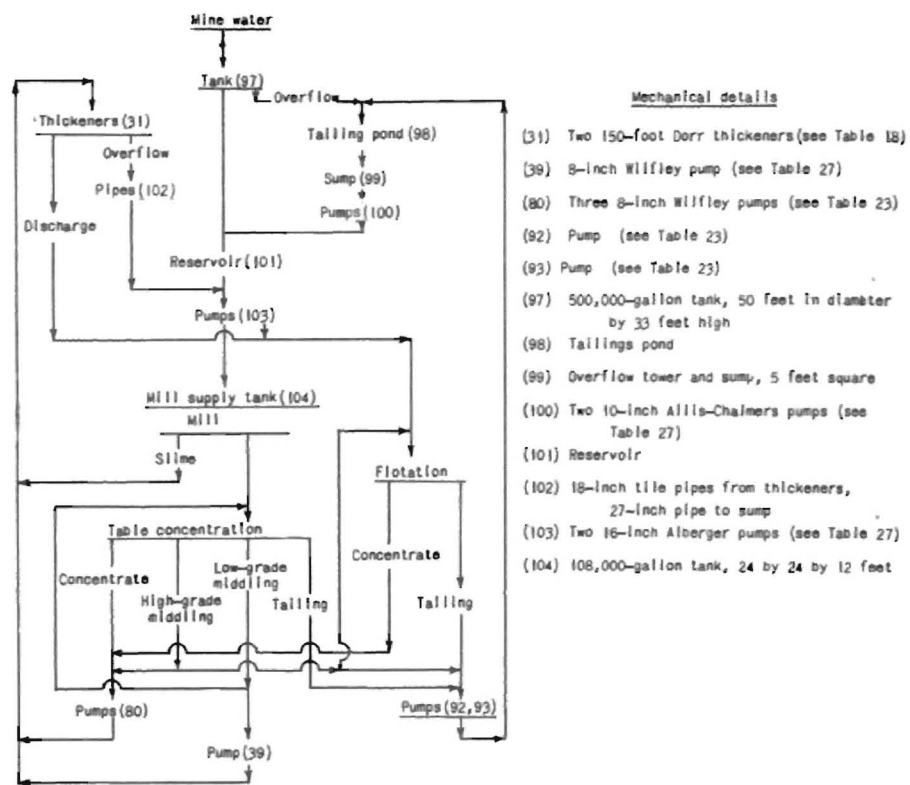 Mine water
Tank(97)
Overflow
Thickeners(31)
Overflow
Pipes(102)
Discharge
Tailing pond(98)
Sump(99)
Pumps(100)
Reservoir(101)
Pumps(103)
Mill supply tank(104)
Mill
Slime
Flotation
Table concentration
Concentrate
High-grade
middling
Low-grade
middling
Tailing
Concentrate
Tailing
Pumps(80)
Pumps(92,93)
Pump(39)
Mechanical details
(31) Two 150-foot Dorr thickeners(see Table 18)
(39) 8-inch Wilfley pump (see Table 27)
(80) Three 8-inch Wilfley pumps (see Table 23)
(92) Pump (see Table 23)
(93) Pump (see Table 23)
(97) 500,000-gallon tank, 50 feet in diameter
by 33 feet high
(98) Tailings pond
(99) Overflow tower and sump, 5 feet square
(100) Two 10-inch Allis-Chalmers pumps (see
Table 27)
(101) Reservoir
(102) 18-inch tile pipes from thickeners,
27-inch pipe to sump
(103) Two 16-inch Alberger pumps (see Table 27)
(104) 108,000-gallon tank, 24 by 24 by 12 feet